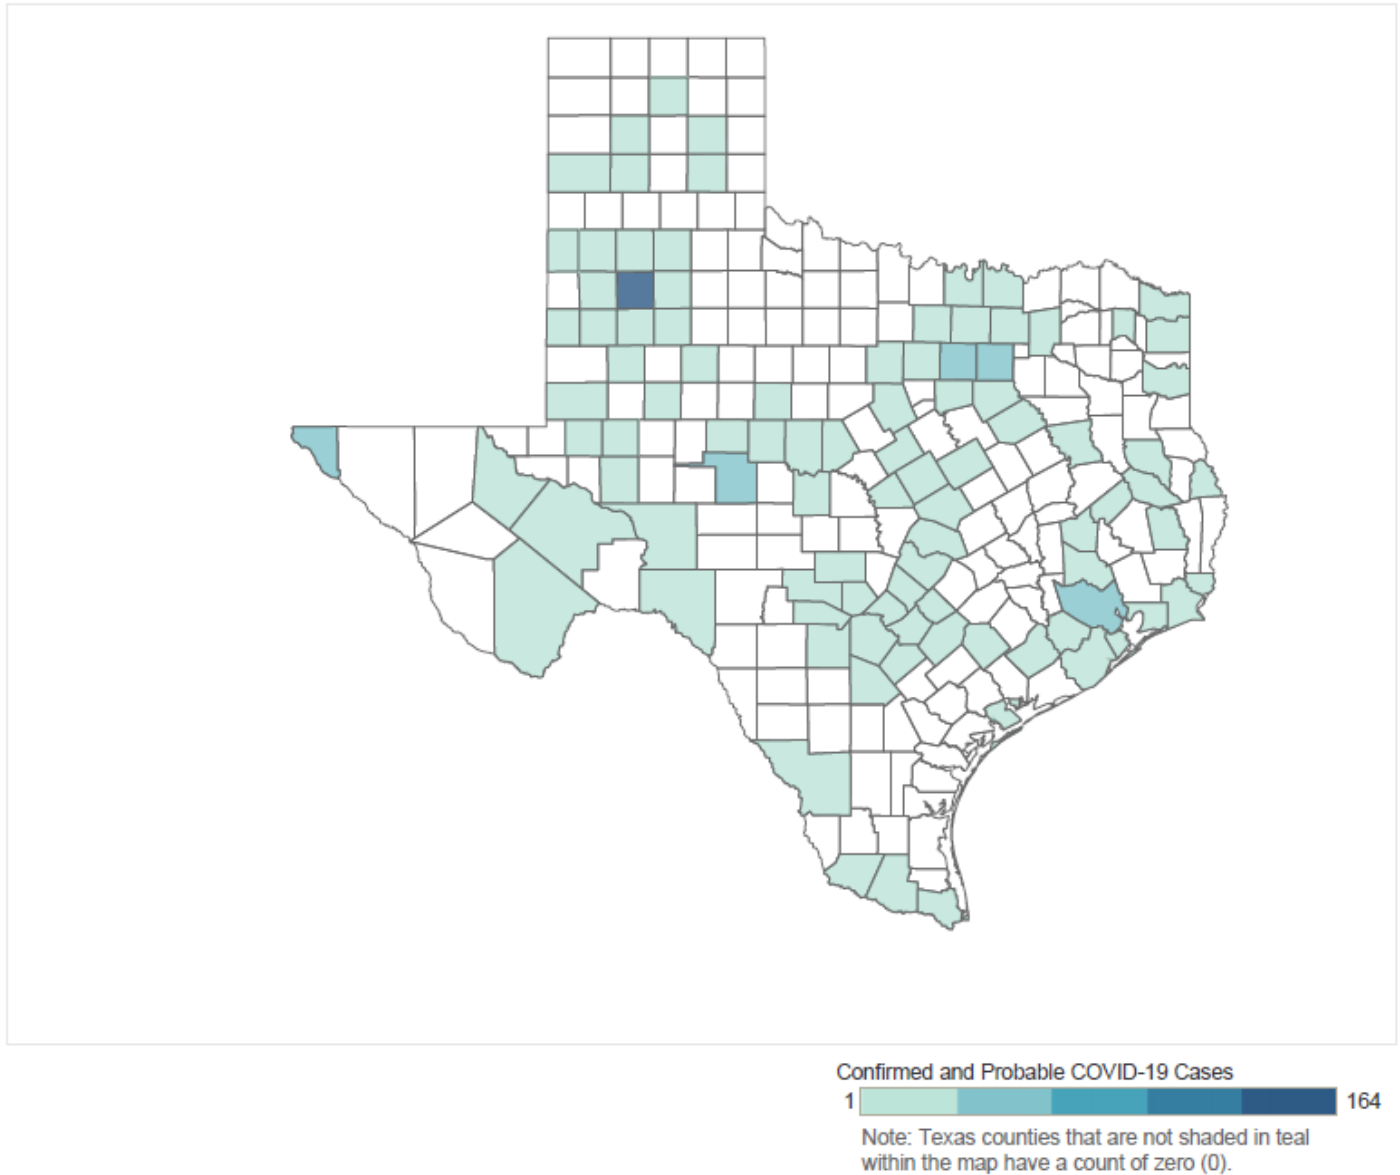 Confirmed and Probable COVID-19 Cases
1 164
Note: Texas counties that are not shaded in teal
within the map have a count of zero (0).